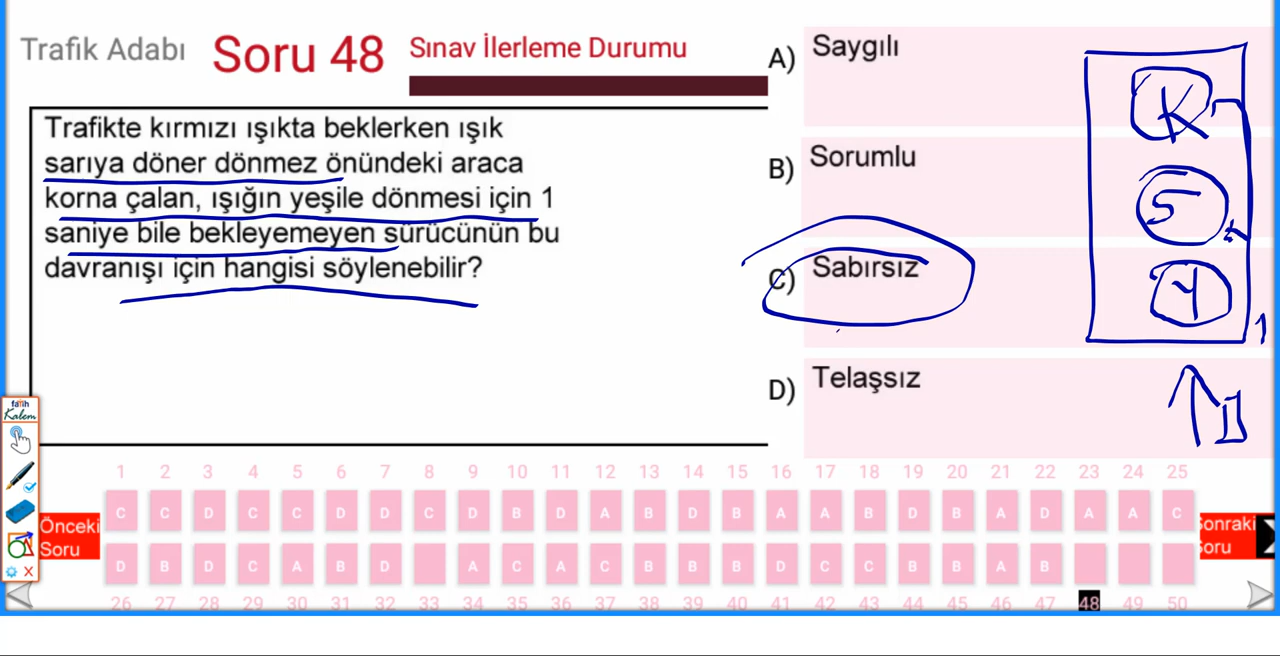 Trafik Adabı Soru 48 Sınav İlerleme Durumu
Trafikte kırmızı ışıkta beklerken ışık
sarıya döner dönmez önündeki araca
korna çalan, ışığın yeşile dönmesi için 1
saniye bile bekleyemeyen sürücünün bu
davranışı için hangisi söylenebilir?
A) Saygılı
B) Sorumlu
C) Sabırsız
D) Telaşsız
K
S
Y
1
fatih
Kalem
Önceki
Soru
1 2 3 4 5 6 7 8 9 10 11 12 13 14 15 16 17 18 19 20 21 22 23 24 25
C C D C C D D C D B D A B D B A A B D B A D A A C
D B D C A B D A C A C B B B D C C B B A B
26 27 28 29 30 31 32 33 34 35 36 37 38 39 40 41 42 43 44 45 46 47 48 49 50
Sonraki
Soru